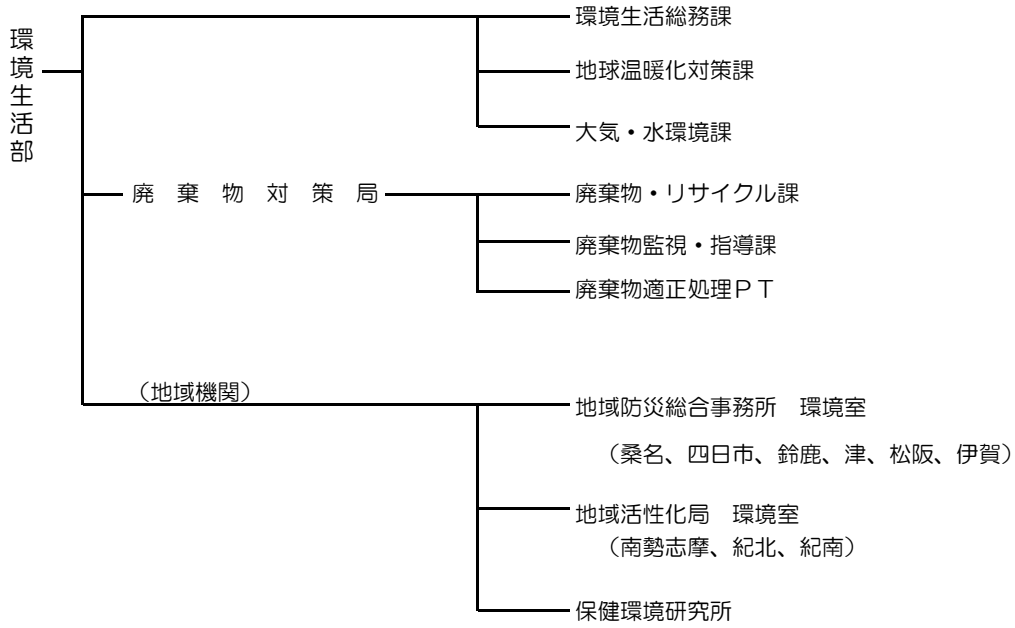 環境生活部
環境生活総務課
地球温暖化対策課
大気・水環境課
廃棄物対策局
廃棄物・リサイクル課
廃棄物監視・指導課
廃棄物適正処理ＰＴ
（地域機関）
地域防災総合事務所　環境室
（桑名、四日市、鈴鹿、津、松阪、伊賀）
地域活性化局　環境室
（南勢志摩、紀北、紀南）
保健環境研究所